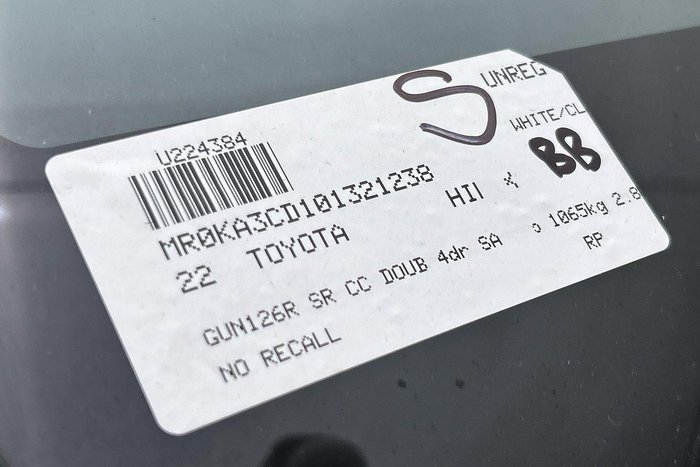 S UNREG
U224384
WHITE/CL
BB
MR0KA3CD101321238
22 TOYOTA HII
GUN126R SR CC DOUB 4dr SA 1065kg 2.8
RP
NO RECALL